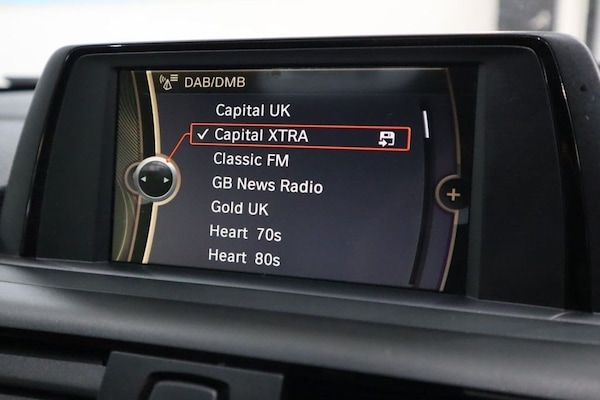 DAB/DMB
Capital UK
✓ Capital XTRA
Classic FM
GB News Radio
Gold UK
Heart 70s
Heart 80s